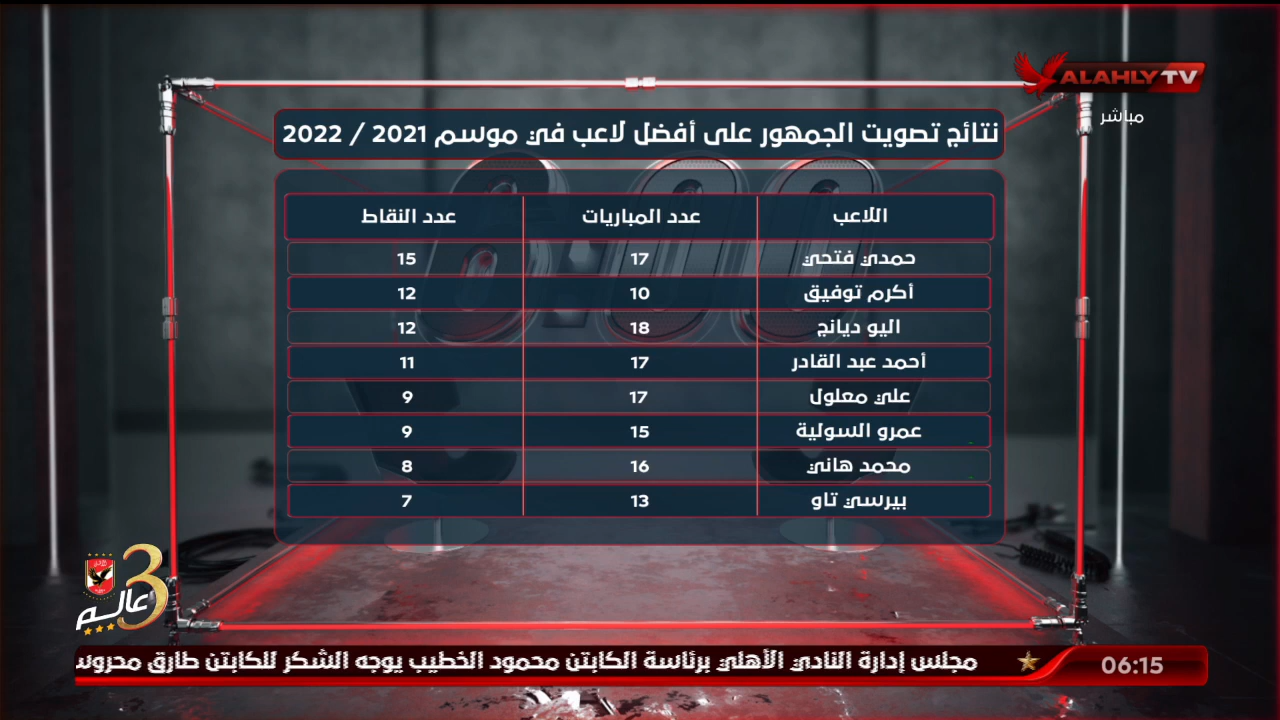 ALAHLY TV
مباشر
نتائج تصويت الجمهور على أفضل لاعب في موسم 2021 / 2022
اللاعب عدد المباريات عدد النقاط
حمدي فتحي 17 15
أكرم توفيق 10 12
اليو ديانج 18 12
أحمد عبد القادر 17 11
علي معلول 17 9
عمرو السولية 15 9
محمد هاني 16 8
بيرسي تاو 13 7
3 عالم
06:15
مجلس إدارة النادي الأهلي برئاسة الكابتن محمود الخطيب يوجه الشكر للكابتن طارق محروس